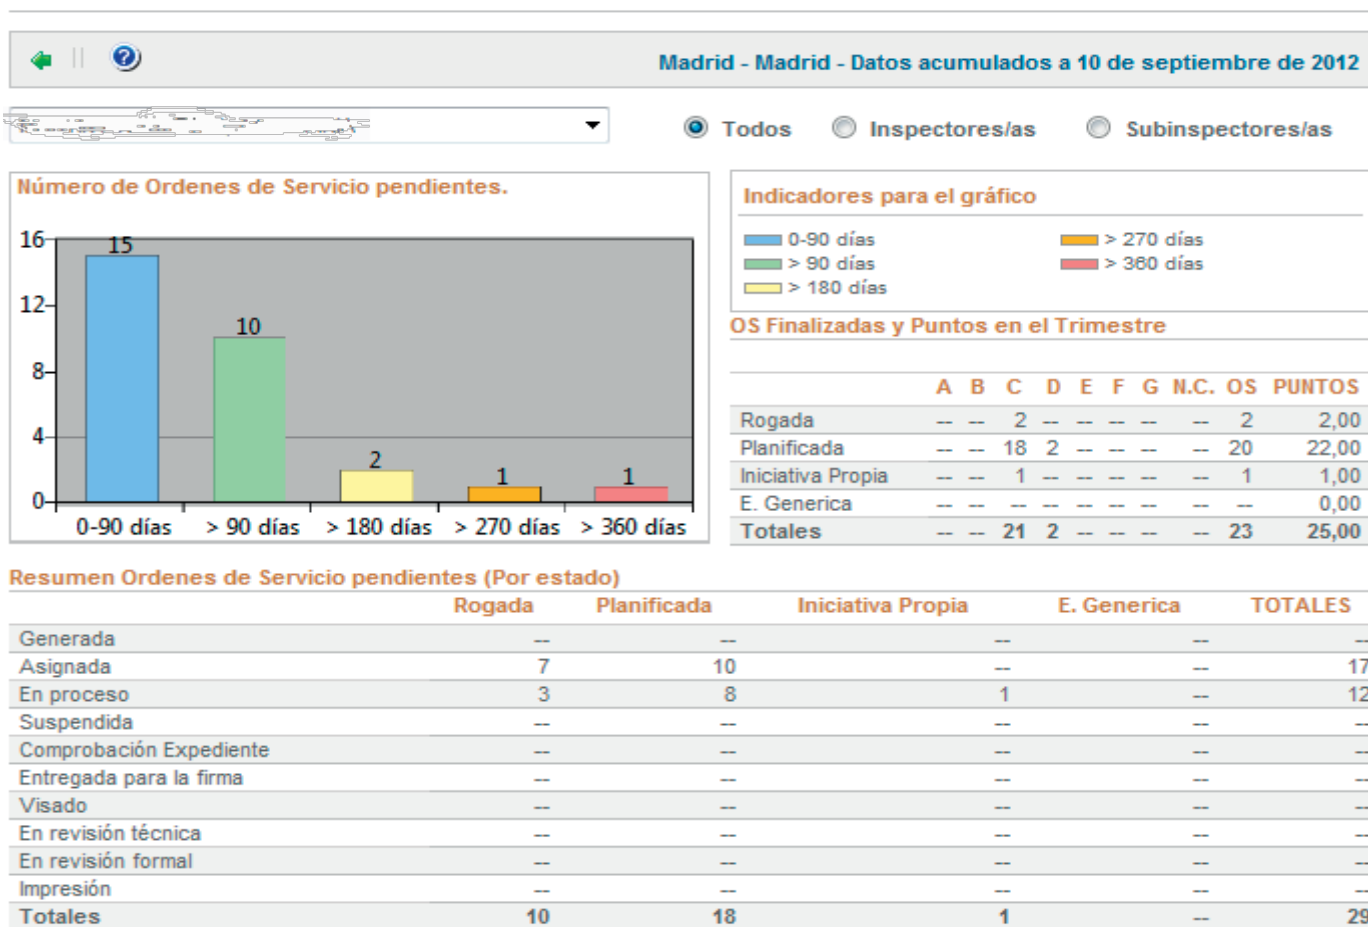 Madrid - Madrid - Datos acumulados a 10 de septiembre de 2012
Todos Inspectores/as Subinspectores/as
Número de Ordenes de Servicio pendientes.
16
12
8
4
0
15
10
2
1
1
0-90 días > 90 días > 180 días > 270 días > 360 días
Indicadores para el gráfico
0-90 días > 270 días
> 90 días > 360 días
> 180 días
OS Finalizadas y Puntos en el Trimestre
A B C D E F G N.C. OS PUNTOS
Rogada -- -- 2 -- -- -- -- -- 2 2,00
Planificada -- -- 18 2 -- -- -- -- 20 22,00
Iniciativa Propia -- -- 1 -- -- -- -- -- 1 1,00
E. Generica -- -- -- -- -- -- -- -- -- 0,00
Totales -- -- 21 2 -- -- -- -- 23 25,00
Resumen Ordenes de Servicio pendientes (Por estado)
Rogada Planificada Iniciativa Propia E. Generica TOTALES
Generada -- -- -- -- --
Asignada 7 10 -- -- 17
En proceso 3 8 1 -- 12
Suspendida -- -- -- -- --
Comprobación Expediente -- -- -- -- --
Entregada para la firma -- -- -- -- --
Visado -- -- -- -- --
En revisión técnica -- -- -- -- --
En revisión formal -- -- -- -- --
Impresión -- -- -- -- --
Totales 10 18 1 -- 29